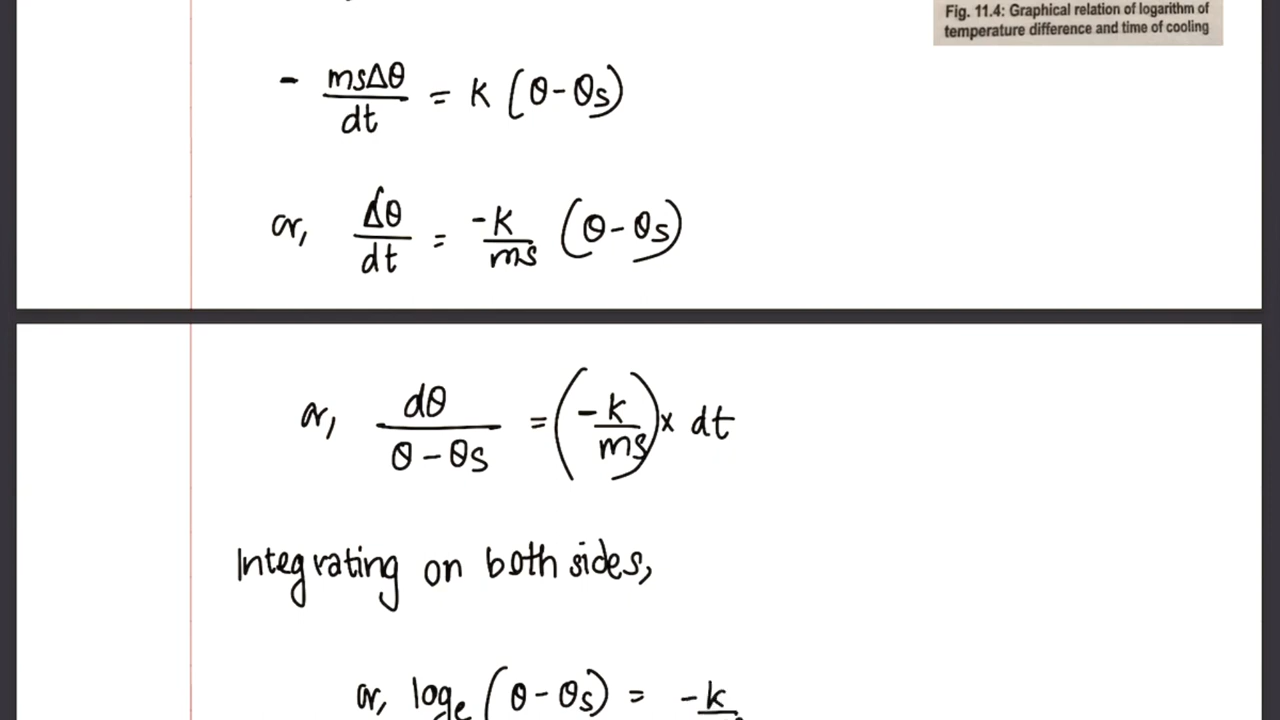 Fig. 11.4: Graphical relation of logarithm of
temperature difference and time of cooling
- msΔθ/dt = K (θ-θs)
or, Δθ/dt = -K/ms (θ-θs)
or, dθ/θ-θs = (-k/ms) x dt
Integrating on both sides,
or, loge (θ-θs) = -k